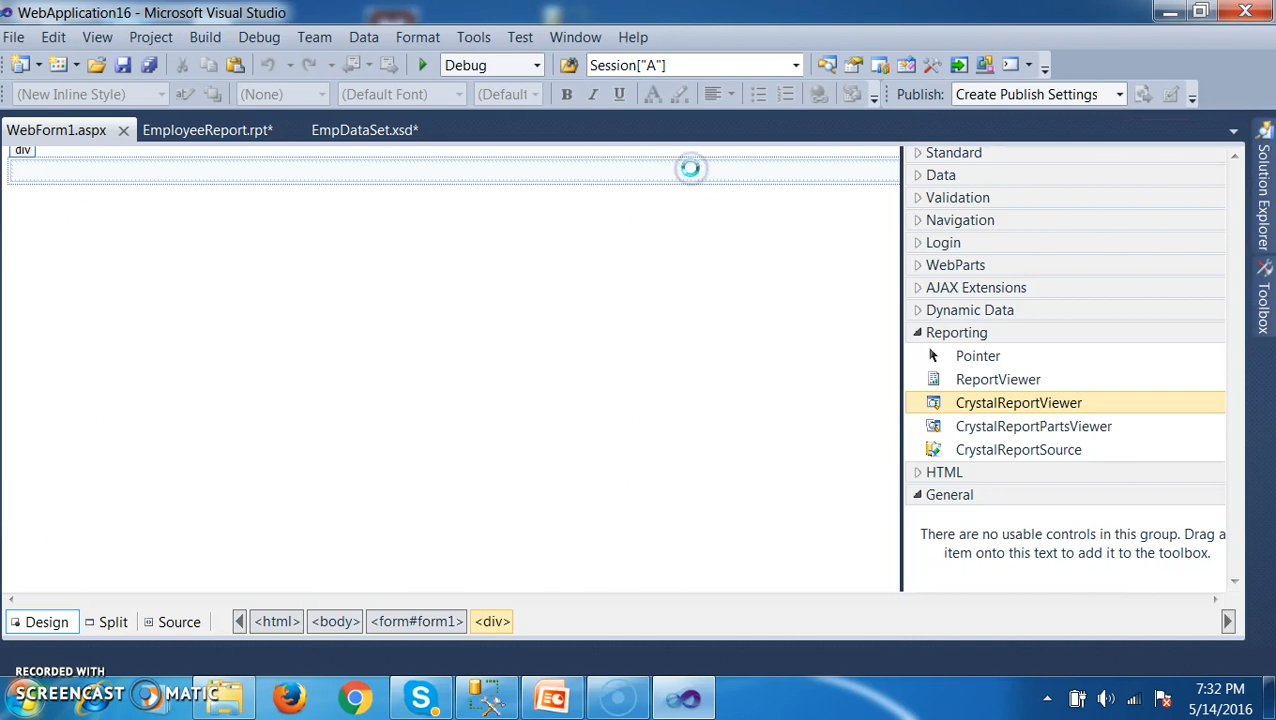 WebApplication16 - Microsoft Visual Studio
File Edit View Project Build Debug Team Data Format Tools Test Window Help
Debug Session["A"]
(New Inline Style) (None) (Default Font) (Default B I U A Publish: Create Publish Settings
WebForm1.aspx EmployeeReport.rpt* EmpDataSet.xsd*
div
Standard
Data
Validation
Navigation
Login
WebParts
AJAX Extensions
Dynamic Data
Reporting
Pointer
ReportViewer
CrystalReportViewer
CrystalReportPartsViewer
CrystalReportSource
HTML
General
There are no usable controls in this group. Drag a
item onto this text to add it to the toolbox.
Solution Explorer
Toolbox
Design Split Source <html> <body> <form#form1> <div>
RECORDED WITH
SCREENCAST MATIC
7:32 PM
5/14/2016